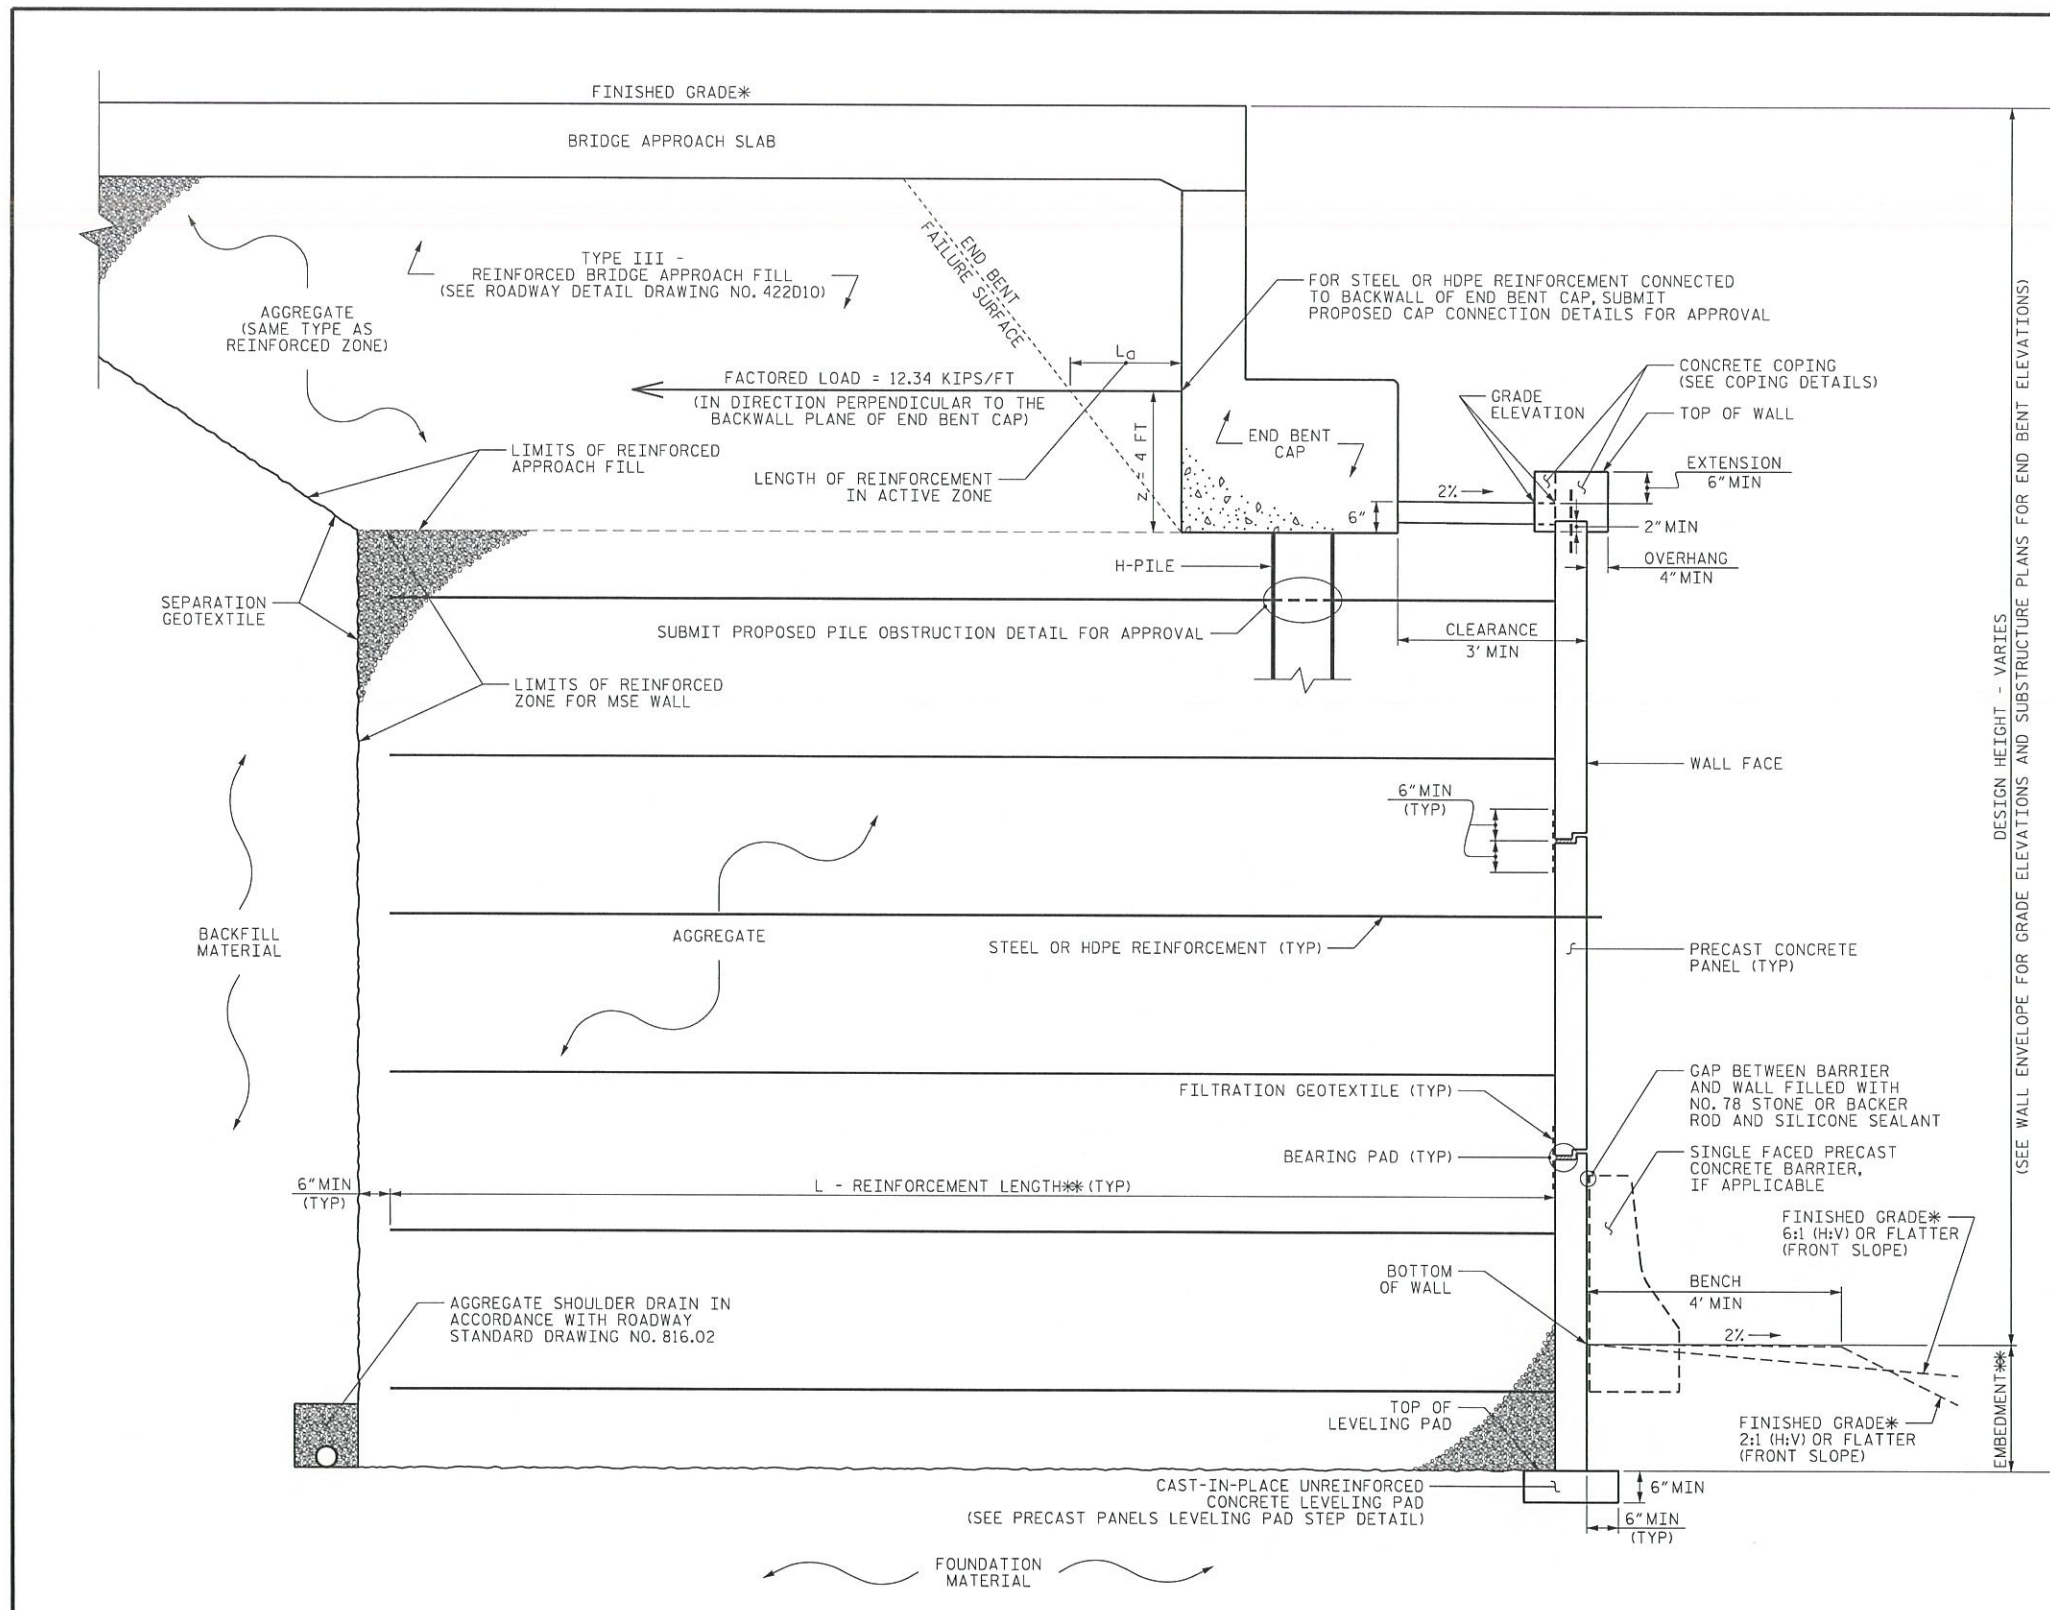 FINISHED GRADE*
BRIDGE APPROACH SLAB
TYPE III -
REINFORCED BRIDGE APPROACH FILL
(SEE ROADWAY DETAIL DRAWING NO. 422D10)
END BENT
FAILURE SURFACE
AGGREGATE
(SAME TYPE AS
REINFORCED ZONE)
FOR STEEL OR HDPE REINFORCEMENT CONNECTED
TO BACKWALL OF END BENT CAP, SUBMIT
PROPOSED CAP CONNECTION DETAILS FOR APPROVAL
La
FACTORED LOAD = 12.34 KIPS/FT
(IN DIRECTION PERPENDICULAR TO THE
BACKWALL PLANE OF END BENT CAP)
z = 4 FT
LENGTH OF REINFORCEMENT
IN ACTIVE ZONE
LIMITS OF REINFORCED
APPROACH FILL
END BENT
CAP
GRADE
ELEVATION
CONCRETE COPING
(SEE COPING DETAILS)
TOP OF WALL
EXTENSION
6" MIN
2%
6"
2" MIN
OVERHANG
4" MIN
H-PILE
SEPARATION
GEOTEXTILE
SUBMIT PROPOSED PILE OBSTRUCTION DETAIL FOR APPROVAL
CLEARANCE
3' MIN
LIMITS OF REINFORCED
ZONE FOR MSE WALL
WALL FACE
6" MIN
(TYP)
BACKFILL
MATERIAL
AGGREGATE
STEEL OR HDPE REINFORCEMENT (TYP)
PRECAST CONCRETE
PANEL (TYP)
DESIGN HEIGHT - VARIES
(SEE WALL ENVELOPE FOR GRADE ELEVATIONS AND SUBSTRUCTURE PLANS FOR END BENT ELEVATIONS)
FILTRATION GEOTEXTILE (TYP)
GAP BETWEEN BARRIER
AND WALL FILLED WITH
NO. 78 STONE OR BACKER
ROD AND SILICONE SEALANT
BEARING PAD (TYP)
SINGLE FACED PRECAST
CONCRETE BARRIER,
IF APPLICABLE
6" MIN
(TYP)
L - REINFORCEMENT LENGTH** (TYP)
FINISHED GRADE*
6:1 (H:V) OR FLATTER
(FRONT SLOPE)
BOTTOM
OF WALL
BENCH
4' MIN
2%
AGGREGATE SHOULDER DRAIN IN
ACCORDANCE WITH ROADWAY
STANDARD DRAWING NO. 816.02
TOP OF
LEVELING PAD
FINISHED GRADE*
2:1 (H:V) OR FLATTER
(FRONT SLOPE)
EMBEDMENT**
CAST-IN-PLACE UNREINFORCED
CONCRETE LEVELING PAD
(SEE PRECAST PANELS LEVELING PAD STEP DETAIL)
6" MIN
6" MIN
(TYP)
FOUNDATION
MATERIAL